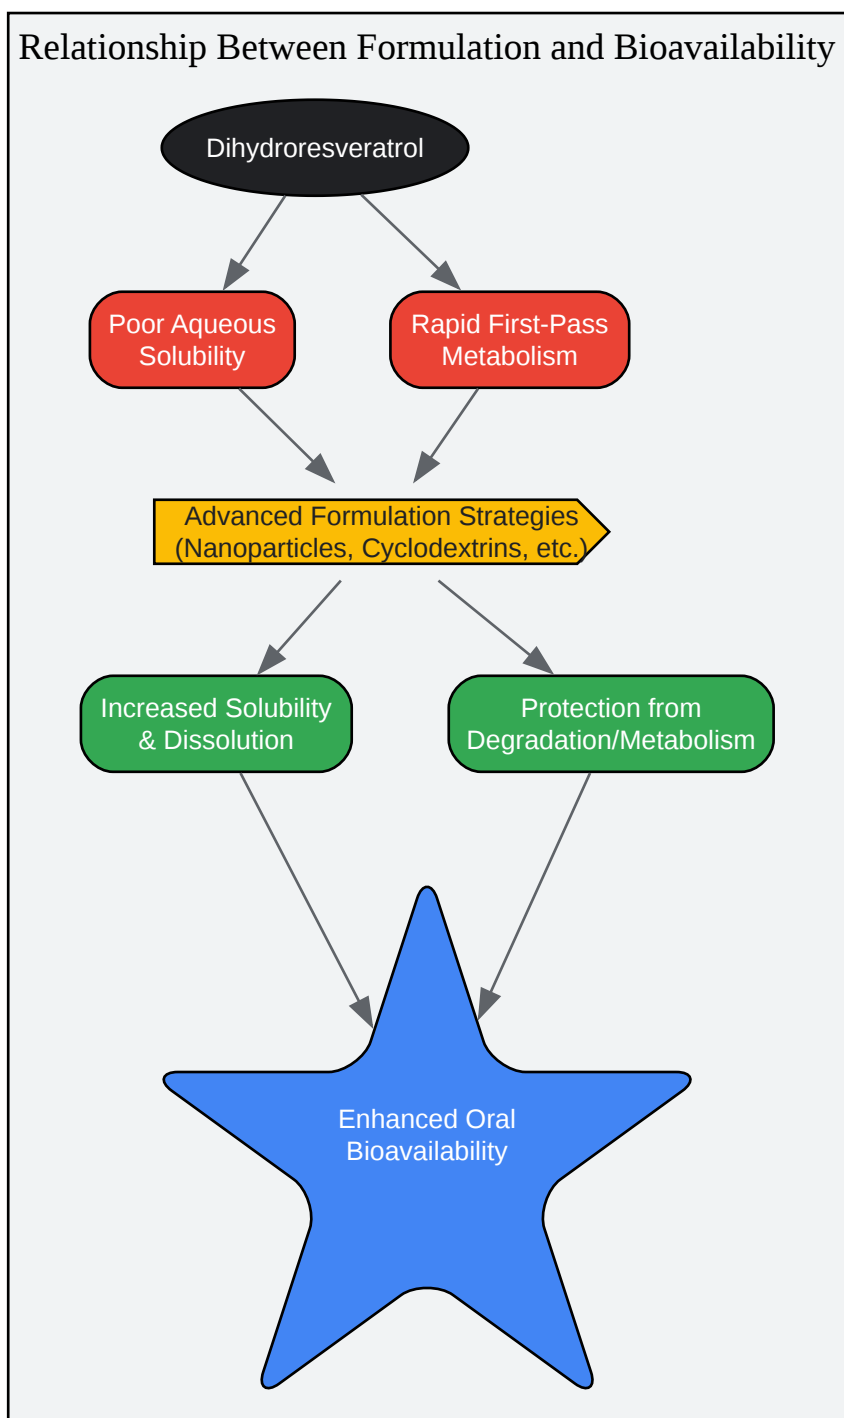 Relationship Between Formulation and Bioavailability
Dihydroresveratrol
Poor Aqueous
Solubility
Rapid First-Pass
Metabolism
Advanced Formulation Strategies
(Nanoparticles, Cyclodextrins, etc.)
Increased Solubility
& Dissolution
Protection from
Degradation/Metabolism
Enhanced Oral
Bioavailability